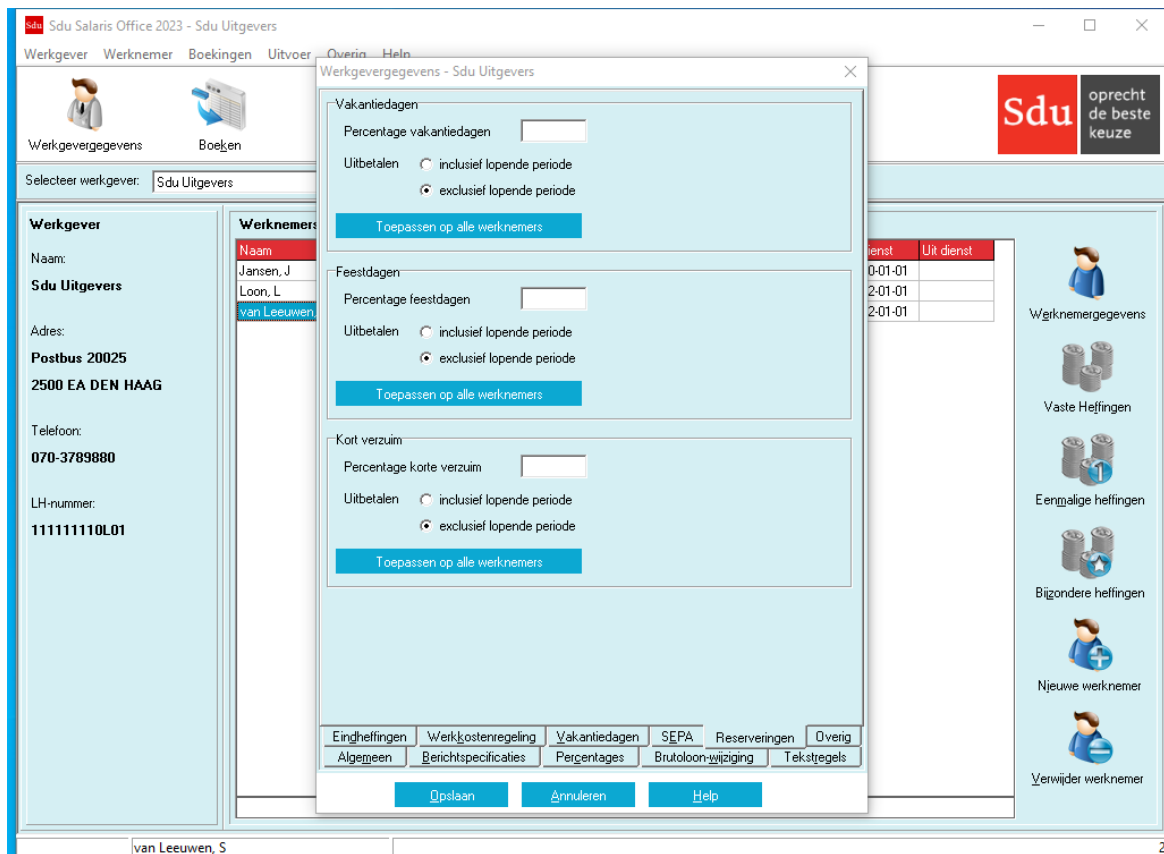 Sdu Sdu Salaris Office 2023 - Sdu Uitgevers
Werkgever Werknemer Boekingen Uitvoer Overig Help
Werkgevergegevens
Boeken
Sdu
oprecht
de beste
keuze
Selecteer werkgever: Sdu Uitgevers
Werkgever
Naam:
Sdu Uitgevers
Adres:
Postbus 20025
2500 EA DEN HAAG
Telefoon:
070-3789880
LH-nummer:
111111110L01
Werknemers
Naam
Jansen, J
Loon, L
van Leeuwen,
ienst Uit dienst
0-01-01
2-01-01
2-01-01
Werkgevergegevens - Sdu Uitgevers
Vakantiedagen
Percentage vakantiedagen
Uitbetalen inclusief lopende periode
exclusief lopende periode
Toepassen op alle werknemers
Feestdagen
Percentage feestdagen
Uitbetalen inclusief lopende periode
exclusief lopende periode
Toepassen op alle werknemers
Kort verzuim
Percentage korte verzuim
Uitbetalen inclusief lopende periode
exclusief lopende periode
Toepassen op alle werknemers
Eindheffingen Werkkostenregeling Vakantiedagen SEPA Reserveringen Overig
Algemeen Berichtspecificaties Percentages Brutoloon-wijziging Tekstregels
Opslaan Annuleren Help
Werknemergegevens
Vaste Heffingen
1
Eenmalige heffingen
Bijzondere heffingen
Nieuwe werknemer
Verwijder werknemer
van Leeuwen, S
2